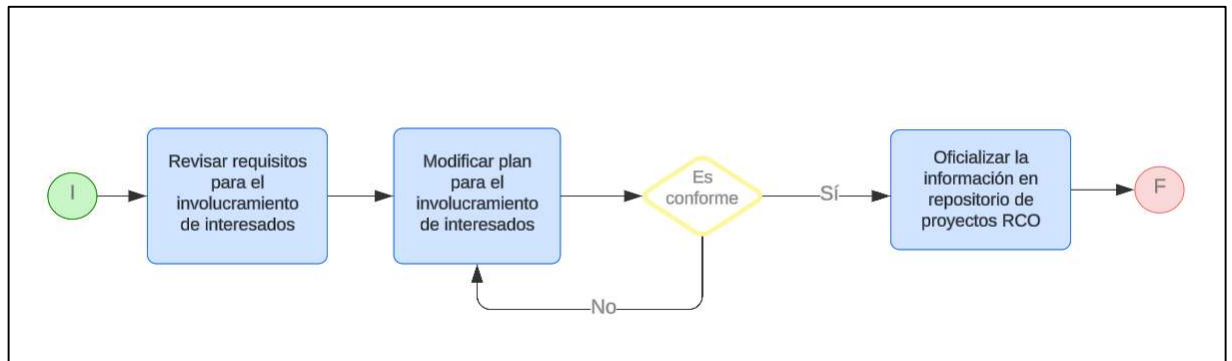 I
Revisar requisitos
para el
involucramiento
de interesados
Modificar plan
para el
involucramiento
de interesados
Es
conforme
Sí
No
Oficializar la
información en
repositorio de
proyectos RCO
F